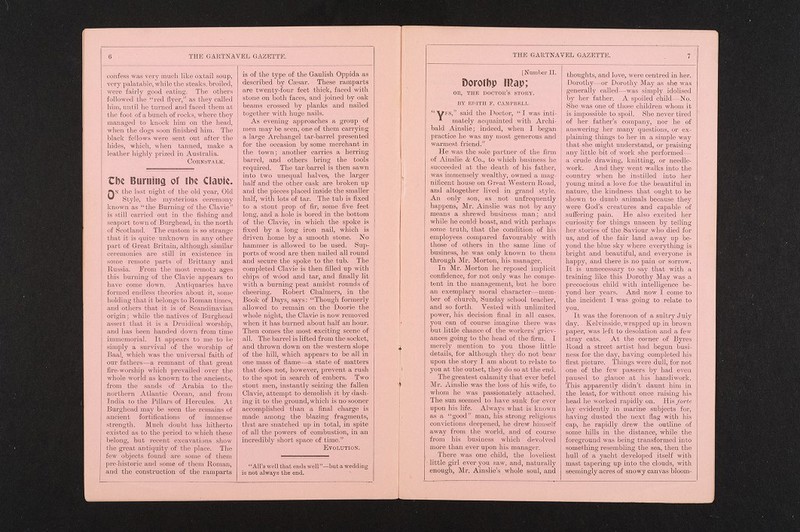 6
THE GARTNAVEL GAZETTE.
confess was very much like oxtail soup,
very palatable, while the steaks, broiled,
were fairly good eating. The others
followed the "red flyer," as they called
him, until he turned and faced them at
the foot of a bunch of rocks, where they
managed to knock him on the head,
when the dogs soon finished him. The
black fellows were sent out after the
hides, which, when tanned, make a
leather highly prized in Australia.
CORNSTALK.
The Burning of the Clavie.
ON the last night of the old year, Old
Style, the mysterious ceremony
known as "the Burning of the Clavie"
is still carried out in the fishing and
seaport town of Burghead, in the north
of Scotland. The custom is so strange
that it is quite unknown in any other
part of Great Britain, although similar
ceremonies are still in existence in
some remote parts of Brittany and
Russia. From the most remote ages
this burning of the Clavie appears to
have come down. Antiquaries have
formed endless theories about it, some
holding that it belongs to Roman times,
and others that it is of Scandinavian
origin; while the natives of Burghead
assert that it is a Druidical worship,
and has been handed down from time
immemorial. It appears to me to be
simply a survival of the worship of
Baal, which was the universal faith of
our fathers—a remnant of that great
fire-worship which prevailed over the
whole world as known to the ancients,
from the sands of Arabia to the
northern Atlantic Ocean, and from
India to the Pillars of Hercules. At
Burghead may be seen the remains of
ancient fortifications of immense
strength. Much doubt has hitherto
existed as to the period to which these
belong, but recent excavations show
the great antiquity of the place. The
few objects found are some of them
pre-historic and some of them Roman,
and the construction of the ramparts
is of the type of the Gaulish Oppida as
described by Cæsar. These ramparts
are twenty-four feet thick, faced with
stone on both faces, and joined by oak
beams crossed by planks and nailed
together with huge nails.
As evening approaches a group of
men may be seen, one of them carrying
a large Archangel tar-barrel presented
for the occasion by some merchant in
the town; another carries a herring
barrel, and others bring the tools
required. The tar barrel is then sawn
into two unequal halves, the larger
half and the other cask are broken up
and the pieces placed inside the smaller
half, with lots of tar. The tub is fixed
to a stout prop of fir, some five feet
long, and a hole is bored in the bottom
of the Clavie, in which the spoke is
fixed by a long iron nail, which is
driven home by a smooth stone. No
hammer is allowed to be used. Sup-
ports of wood are then nailed all round
and secure the spoke to the tub. The
completed Clavie is then filled up with
chips of wood and tar, and finally lit
with a burning peat amidst rounds of
cheering. Robert Chalmers, in the
Book of Days, says: "Though formerly
allowed to remain on the Doorie the
whole night, the Clavie is now removed
when it has burned about half an hour.
Then comes the most exciting scene of
all. The barrel is lifted from the socket,
and thrown down on the western slope
of the hill, which appears to be all in
one mass of flame—a state of matters
that does not, however, prevent a rush
to the spot in search of embers. Two
stout men, instantly seizing the fallen
Clavie, attempt to demolish it by dash-
ing it to the ground, which is no sooner
accomplished than a final charge is
made among the blazing fragments,
that are snatched up in total, in spite
of all the powers of combustion, in an
incredibly short space of time."
EVOLUTION.
"All's well that ends well"—but a wedding
is not always the end.
THE GARTNAVEL GAZETTE.
7
[Number II.
Dorothy May;
OR, THE DOCTOR'S STORY.
BY EDITH F. CAMPBELL.
"YES," said the Doctor, "I was inti-
mately acquainted with Archi-
bald Ainslie; indeed, when I began
practice he was my most generous and
warmest friend."
He was the sole partner of the firm
of Ainslie & Co., to which business he
succeeded at the death of his father,
was immensely wealthy, owned a mag-
nificent house on Great Western Road,
and altogether lived in grand style.
An only son, as not unfrequently
happens, Mr. Ainslie was not by any
means a shrewd business man; and
while he could boast, and with perhaps
some truth, that the condition of his
employees compared favourably with
those of others in the same line of
business, he was only known to them
through Mr. Morton, his manager.
In Mr. Morton he reposed implicit
confidence, for not only was he compe-
tent in the management, but he bore
an exemplary moral character—mem-
ber of church, Sunday school teacher,
and so forth. Vested with unlimited
power, his decision final in all cases,
you can of course imagine there was
but little chance of the workers' griev-
ances going to the head of the firm. I
merely mention to you those little
details, for although they do not bear
upon the story I am about to relate to
you at the outset, they do so at the end.
The greatest calamity that ever befel
Mr. Ainslie was the loss of his wife, to
whom he was passionately attached.
The sun seemed to have sunk for ever
upon his life. Always what is known
as a "good" man, his strong religious
convictions deepened, he drew himself
away from the world, and of course
from his business which devolved
more than ever upon his manager.
There was one child, the loveliest
little girl ever you saw, and, naturally
enough, Mr. Ainslie's whole soul, and
thoughts, and love, were centred in her.
Dorothy—or Dorothy May as she was
generally called—was simply idolised
by her father. A spoiled child—No.
She was one of those children whom it
is impossible to spoil. She never tired
of her father's company, nor he of
answering her many questions, or ex-
plaining things to her in a simple way
that she might understand, or praising
any little bit of work she performed—
a crude drawing, knitting, or needle-
work. And they went walks into the
country when he instilled into her
young mind a love for the beautiful in
nature, the kindness that ought to be
shown to dumb animals because they
were God's creatures and capable of
suffering pain. He also excited her
curiosity for things unseen by telling
her stories of the Saviour who died for
us, and of the fair land away up be-
yond the blue sky where everything is
bright and beautiful, and everyone is
happy, and there is no pain or sorrow.
It is unnecessary to say that with a
training like this Dorothy May was a
precocious child with intelligence be-
yond her years. And now I come to
the incident I was going to relate to
you.
It was the forenoon of a sultry July
day. Kelvinside, wrapped up in brown
paper, was left to desolation and a few
stray cats. At the corner of Byres
Road a street artist had begun busi-
ness for the day, having completed his
first picture. Things were dull, for not
one of the few passers by had even
paused to glance at his handiwork.
This apparently didn't daunt him in
the least, for without once raising his
head he worked rapidly on. His forte
lay evidently in marine subjects for,
having dusted the next flag with his
cap, he rapidly drew the outline of
some hills in the distance, while the
foreground was being transformed into
something resembling the sea, then the
hull of a yacht developed itself with
mast tapering up into the clouds, with
seemingly acres of snowy canvas bloom-